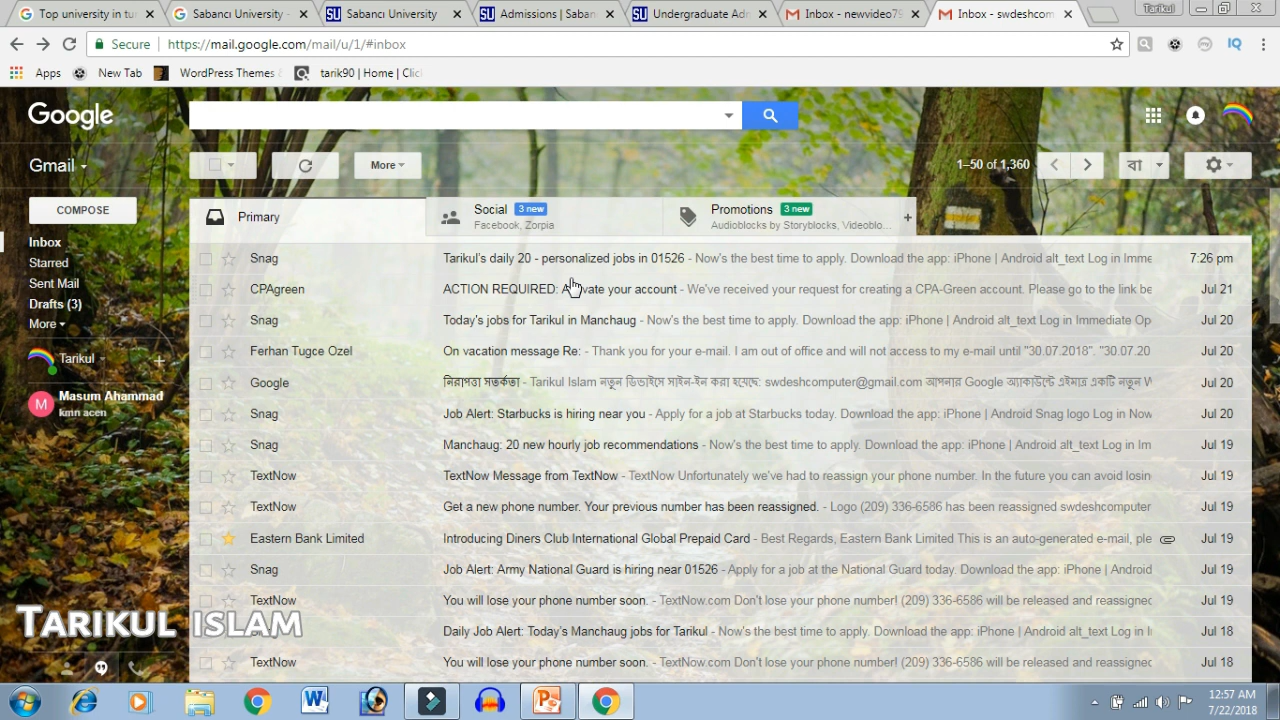 Top university in tur
Sabancı University -
Sabancı University
Admissions | Saban
Undergraduate Adm
Inbox - newvideo75
Inbox - swdeshcom
Tarikul
Secure
https://mail.google.com/mail/u/1/#inbox
IQ
Apps
New Tab
WordPress Themes &
tarik90 | Home | Clic
Google
Gmail
More
1–50 of 1,360
বা
COMPOSE
Primary
Social 3 new
Facebook, Zorpia
Promotions 3 new
Audioblocks by Storyblocks, Videoblo...
+
Inbox
Starred
Sent Mail
Drafts (3)
More
Tarikul
Masum Ahammad
M
kmn acen
Snag Tarikul's daily 20 - personalized jobs in 01526 - Now's the best time to apply. Download the app: iPhone | Android alt_text Log in Imme 7:26 pm
CPAgreen ACTION REQUIRED: Activate your account - We've received your request for creating a CPA-Green account. Please go to the link be Jul 21
Snag Today's jobs for Tarikul in Manchaug - Now's the best time to apply. Download the app: iPhone | Android alt_text Log in Immediate Op Jul 20
Ferhan Tugce Ozel On vacation message Re: - Thank you for your e-mail. I am out of office and will not access to my e-mail until "30.07.2018". "30.07.20 Jul 20
Google নিরাপত্তা সতর্কতা - Tarikul Islam নতুন ডিভাইসে সাইন-ইন করা হয়েছে: swdeshcomputer@gmail.com আপনার Google অ্যাকাউন্টে এইমাত্র একটি নতুন W Jul 20
Snag Job Alert: Starbucks is hiring near you - Apply for a job at Starbucks today. Download the app: iPhone | Android Snag logo Log in Now Jul 20
Snag Manchaug: 20 new hourly job recommendations - Now's the best time to apply. Download the app: iPhone | Android alt_text Log in Im Jul 19
TextNow TextNow Message from TextNow - TextNow Unfortunately we've had to reassign your phone number. In the future you can avoid losin Jul 19
TextNow Get a new phone number. Your previous number has been reassigned. - Logo (209) 336-6586 has been reassigned swdeshcomputer Jul 19
Eastern Bank Limited Introducing Diners Club International Global Prepaid Card - Best Regards, Eastern Bank Limited This is an auto-generated e-mail, ple Jul 19
Snag Job Alert: Army National Guard is hiring near 01526 - Apply for a job at the National Guard today. Download the app: iPhone | Android Jul 19
TextNow You will lose your phone number soon. - TextNow.com Don't lose your phone number! (209) 336-6586 will be released and reassigned Jul 19
TARIKUL ISLAM
Daily Job Alert: Today's Manchaug jobs for Tarikul - Now's the best time to apply. Download the app: iPhone | Android alt_text Log in I Jul 18
TextNow You will lose your phone number soon. - TextNow.com Don't lose your phone number! (209) 336-6586 will be released and reassigned Jul 18
12:57 AM
7/22/2018